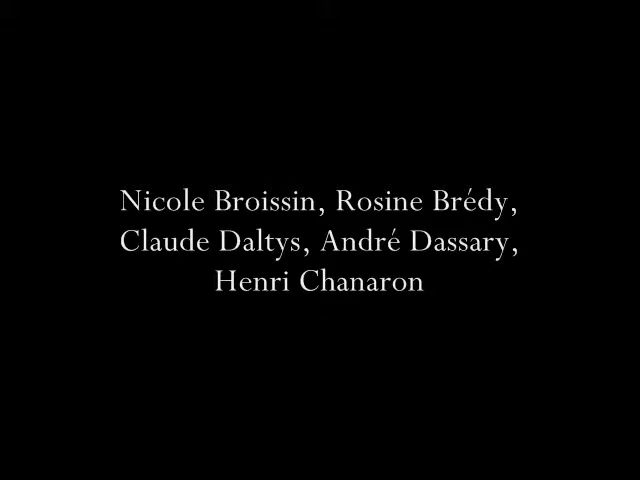 Nicole Broissin, Rosine Brédy,
Claude Daltys, André Dassary,
Henri Chanaron